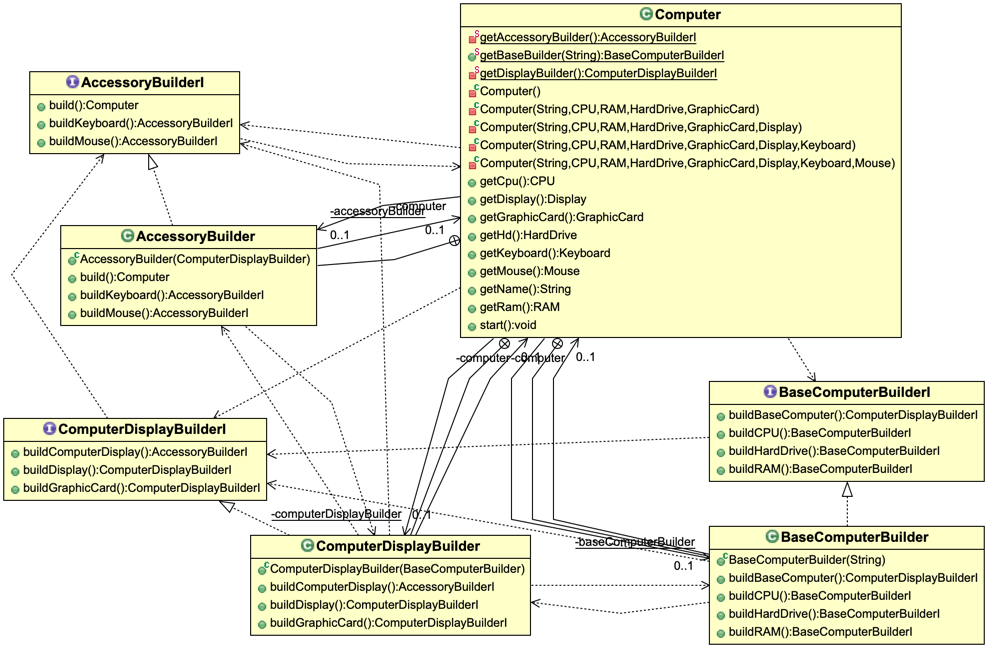 Computer
getAccessoryBuilder():AccessoryBuilderI
getBaseBuilder(String):BaseComputerBuilderI
getDisplayBuilder():ComputerDisplayBuilderI
Computer()
Computer(String,CPU,RAM,HardDrive,GraphicCard)
Computer(String,CPU,RAM,HardDrive,GraphicCard,Display)
Computer(String,CPU,RAM,HardDrive,GraphicCard,Display,Keyboard)
Computer(String,CPU,RAM,HardDrive,GraphicCard,Display,Keyboard,Mouse)
getCpu():CPU
getDisplay():Display
getGraphicCard():GraphicCard
getHd():HardDrive
getKeyboard():Keyboard
getMouse():Mouse
getName():String
getRam():RAM
start():void
AccessoryBuilderI
build():Computer
buildKeyboard():AccessoryBuilderI
buildMouse():AccessoryBuilderI
-accessoryBuilder
-computer
0..1
0..1
AccessoryBuilder
AccessoryBuilder(ComputerDisplayBuilder)
build():Computer
buildKeyboard():AccessoryBuilderI
buildMouse():AccessoryBuilderI
-computer
-computer
0..1
0..1
BaseComputerBuilderI
buildBaseComputer():ComputerDisplayBuilderI
buildCPU():BaseComputerBuilderI
buildHardDrive():BaseComputerBuilderI
buildRAM():BaseComputerBuilderI
ComputerDisplayBuilderI
buildComputerDisplay():AccessoryBuilderI
buildDisplay():ComputerDisplayBuilderI
buildGraphicCard():ComputerDisplayBuilderI
-computerDisplayBuilder
0..1
-baseComputerBuilder
0..1
ComputerDisplayBuilder
ComputerDisplayBuilder(BaseComputerBuilder)
buildComputerDisplay():AccessoryBuilderI
buildDisplay():ComputerDisplayBuilderI
buildGraphicCard():ComputerDisplayBuilderI
BaseComputerBuilder
BaseComputerBuilder(String)
buildBaseComputer():ComputerDisplayBuilderI
buildCPU():BaseComputerBuilderI
buildHardDrive():BaseComputerBuilderI
buildRAM():BaseComputerBuilderI